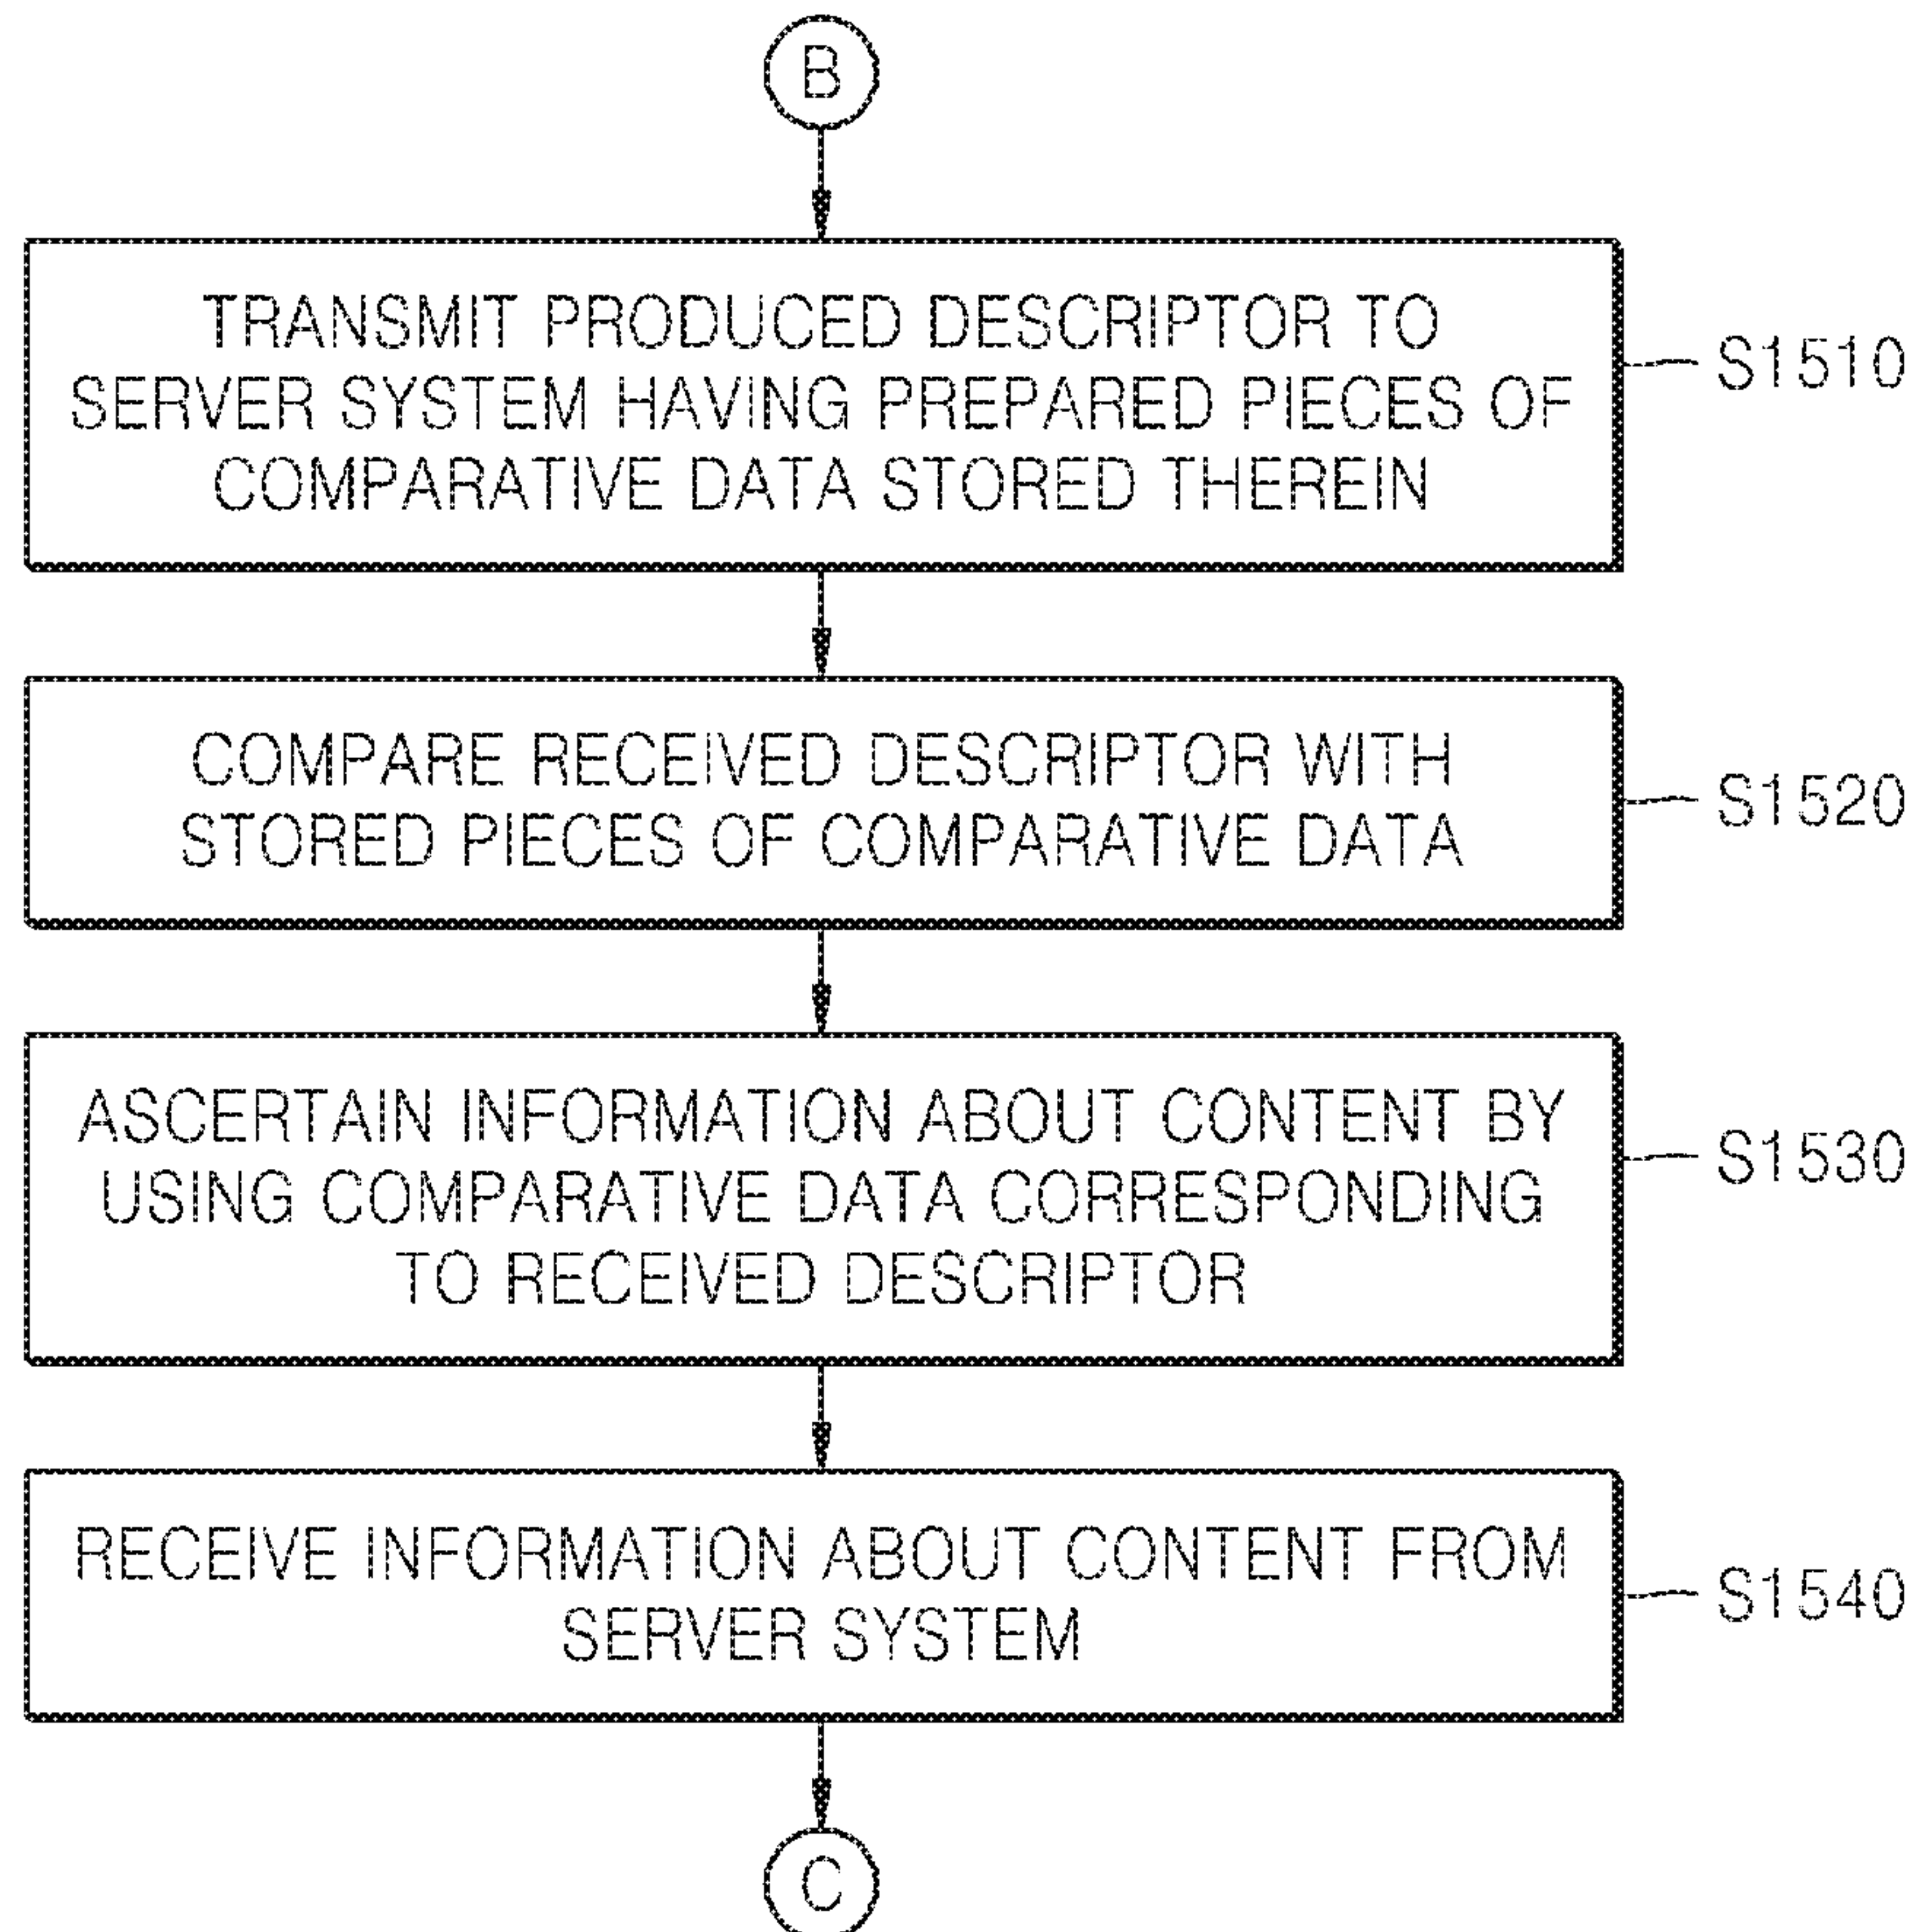 B
TRANSMIT PRODUCED DESCRIPTOR TO
SERVER SYSTEM HAVING PREPARED PIECES OF
COMPARATIVE DATA STORED THEREIN
S1510
COMPARE RECEIVED DESCRIPTOR WITH
STORED PIECES OF COMPARATIVE DATA
S1520
ASCERTAIN INFORMATION ABOUT CONTENT BY
USING COMPARATIVE DATA CORRESPONDING
TO RECEIVED DESCRIPTOR
S1530
RECEIVE INFORMATION ABOUT CONTENT FROM
SERVER SYSTEM
S1540
C